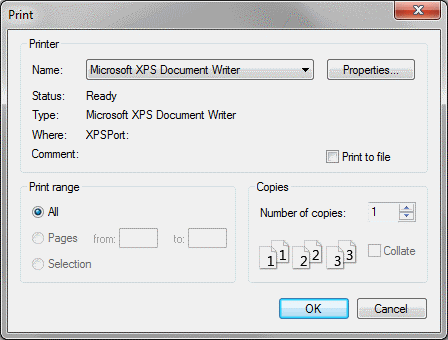 Print
Printer
Name: Microsoft XPS Document Writer Properties...
Status: Ready
Type: Microsoft XPS Document Writer
Where: XPSPort:
Comment: Print to file
Print range Copies
All Number of copies: 1
Pages from: to:
1 1 2 2 3 3 Collate
Selection
OK Cancel